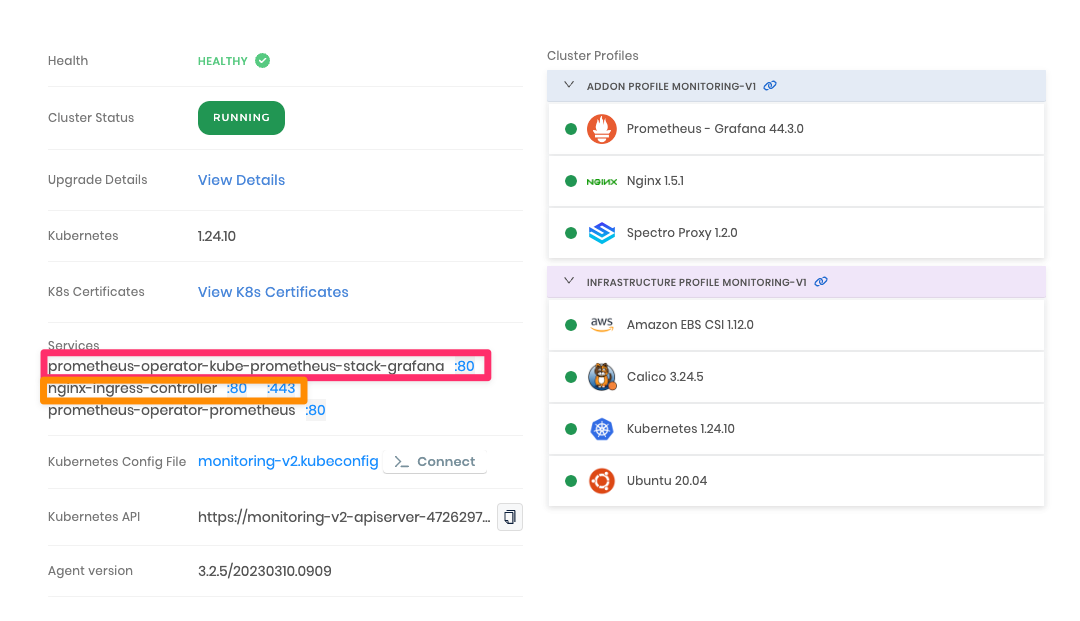 Health HEALTHY
Cluster Status RUNNING
Upgrade Details View Details
Kubernetes 1.24.10
K8s Certificates View K8s Certificates
Services
prometheus-operator-kube-prometheus-stack-grafana :80
nginx-ingress-controller :80 :443
prometheus-operator-prometheus :80
Kubernetes Config File monitoring-v2.kubeconfig >_ Connect
Kubernetes API https://monitoring-v2-apiserver-4726297...
Agent version 3.2.5/20230310.0909
Cluster Profiles
ADDON PROFILE MONITORING-V1
Prometheus - Grafana 44.3.0
NGINX Nginx 1.5.1
Spectro Proxy 1.2.0
INFRASTRUCTURE PROFILE MONITORING-V1
aws Amazon EBS CSI 1.12.0
Calico 3.24.5
Kubernetes 1.24.10
Ubuntu 20.04